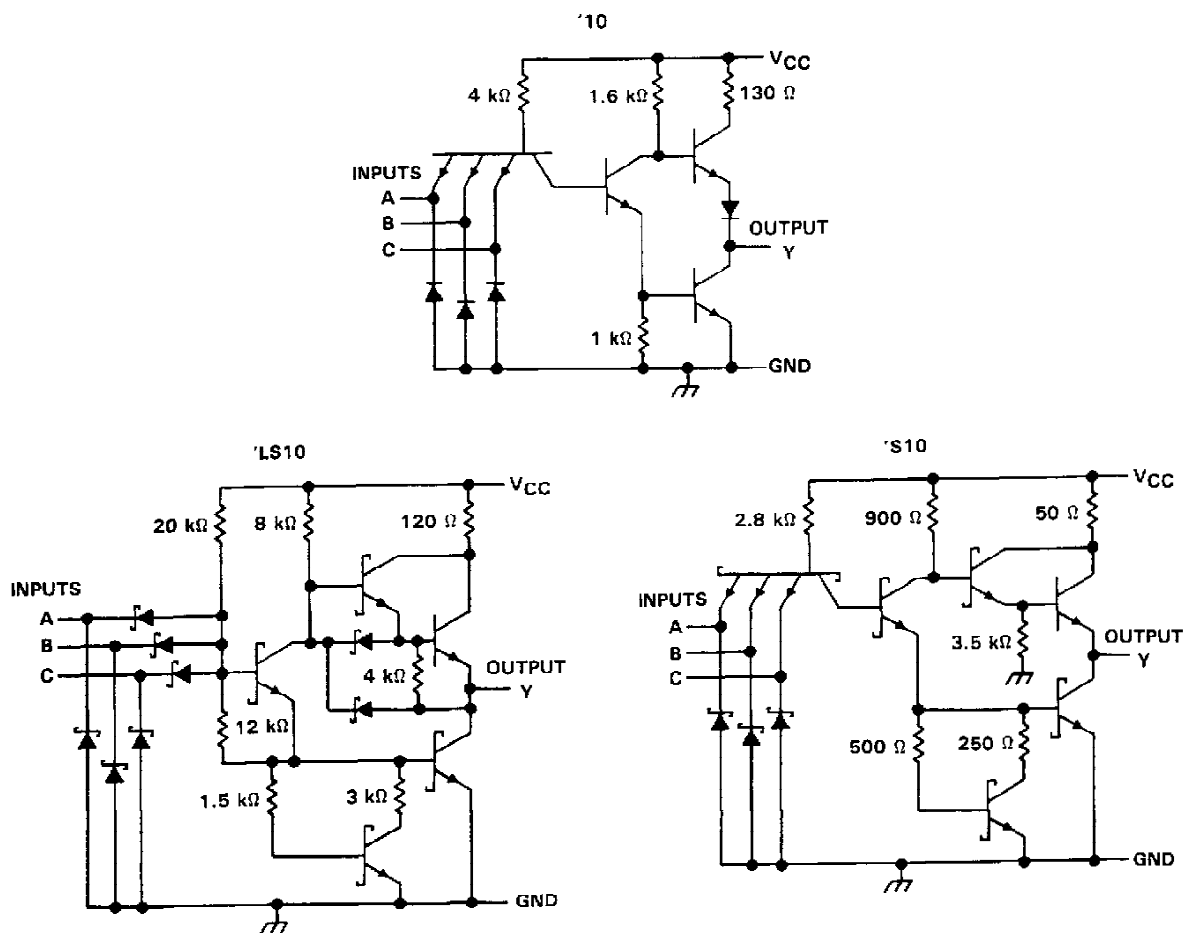 '10
VCC
4 kΩ
1.6 kΩ
130 Ω
INPUTS
A
B
C
OUTPUT
Y
1 kΩ
GND
'LS10
VCC
20 kΩ
8 kΩ
120 Ω
INPUTS
A
B
C
4 kΩ
OUTPUT
Y
12 kΩ
1.5 kΩ
3 kΩ
GND
'S10
VCC
2.8 kΩ
900 Ω
50 Ω
INPUTS
A
B
C
3.5 kΩ
OUTPUT
Y
500 Ω
250 Ω
GND